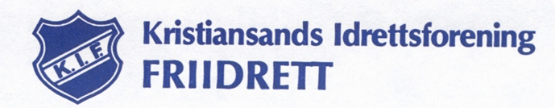 K.I.F.
Kristiansands Idrettsforening
FRIIDRETT